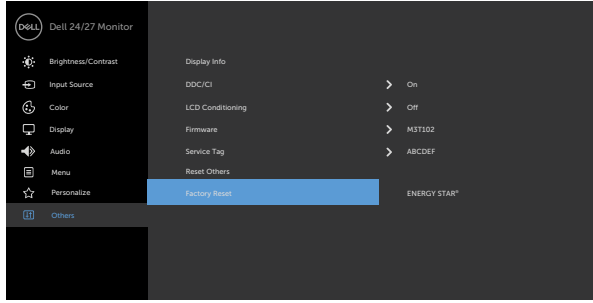 DELL Dell 24/27 Monitor
Brightness/Contrast
Input Source
Color
Display
Audio
Menu
Personalize
Others
Display Info
DDC/CI > On
LCD Conditioning > Off
Firmware > M3T102
Service Tag > ABCDEF
Reset Others
Factory Reset ENERGY STAR®